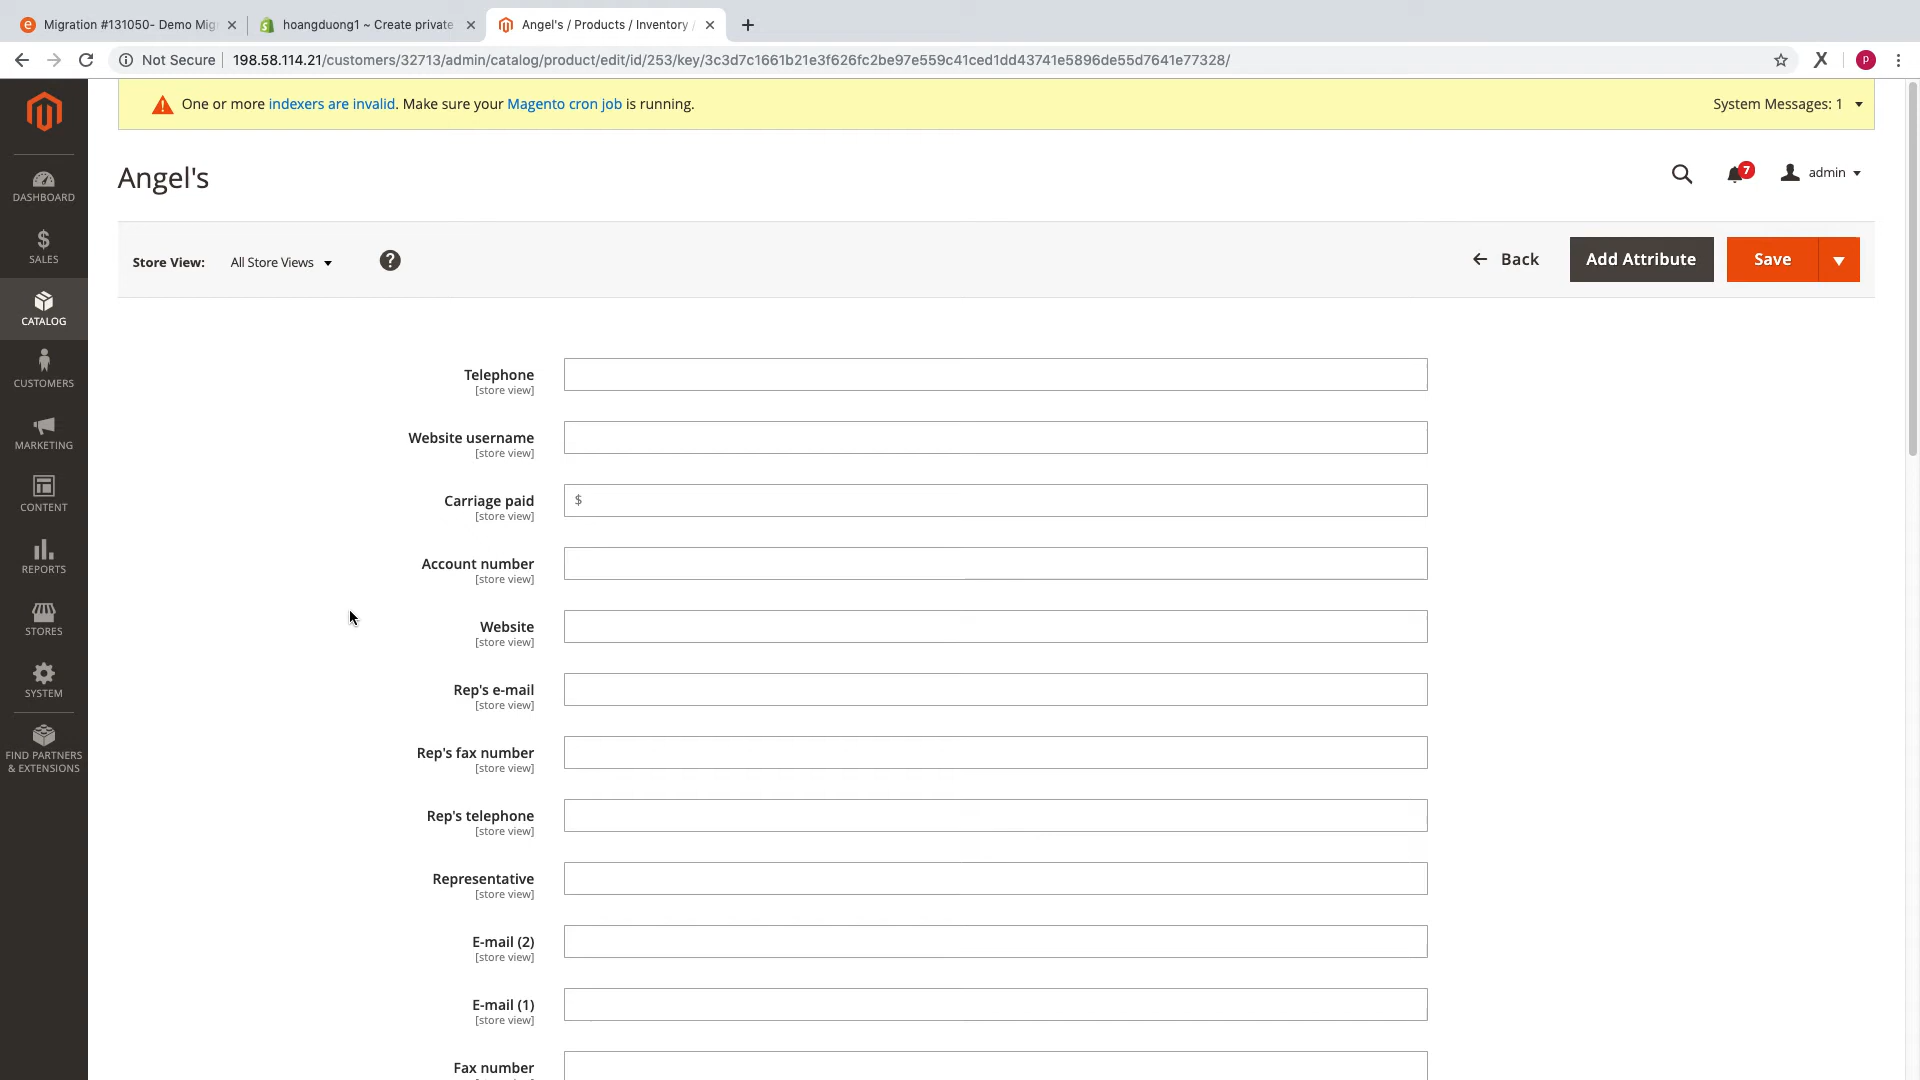 Migration #131050- Demo Mig
hoangduong1 ~ Create private
Angel's / Products / Inventory /
Not Secure
198.58.114.21/customers/32713/admin/catalog/product/edit/id/253/key/3c3d7c1661b21e3f626fc2be97e559c41ced1dd43741e5896de55d7641e77328/
P
One or more indexers are invalid. Make sure your Magento cron job is running.
System Messages: 1
Angel's
7
admin
Store View:
All Store Views
?
Back
Add Attribute
Save
DASHBOARD
SALES
CATALOG
CUSTOMERS
MARKETING
CONTENT
REPORTS
STORES
SYSTEM
FIND PARTNERS
& EXTENSIONS
Telephone
[store view]
Website username
[store view]
Carriage paid
[store view]
$
Account number
[store view]
Website
[store view]
Rep's e-mail
[store view]
Rep's fax number
[store view]
Rep's telephone
[store view]
Representative
[store view]
E-mail (2)
[store view]
E-mail (1)
[store view]
Fax number